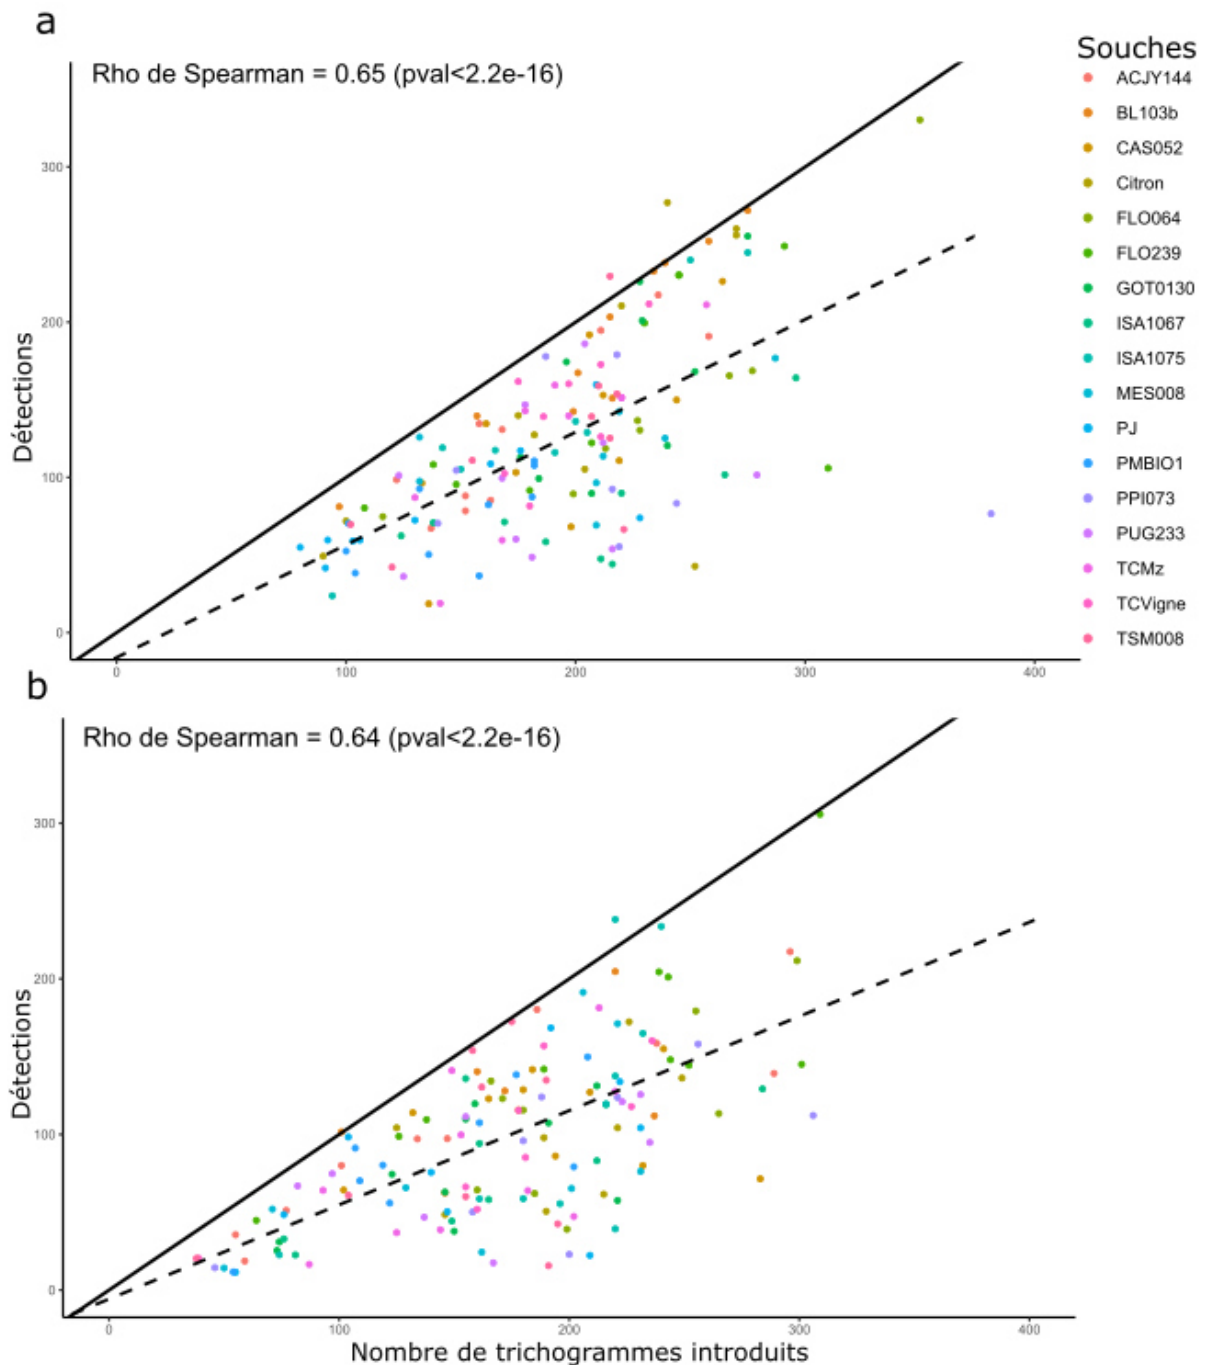 a
Rho de Spearman = 0.65 (pval<2.2e-16)
Souches
ACJY144
BL103b
CAS052
Citron
FLO064
FLO239
GOT0130
ISA1067
ISA1075
MES008
PJ
PMBIO1
PPI073
PUG233
TCMz
TCVigne
TSM008
Détections
300
200
100
0
0 100 200 300 400
b
Rho de Spearman = 0.64 (pval<2.2e-16)
Détections
300
200
100
0
0 100 200 300 400
Nombre de trichogrammes introduits